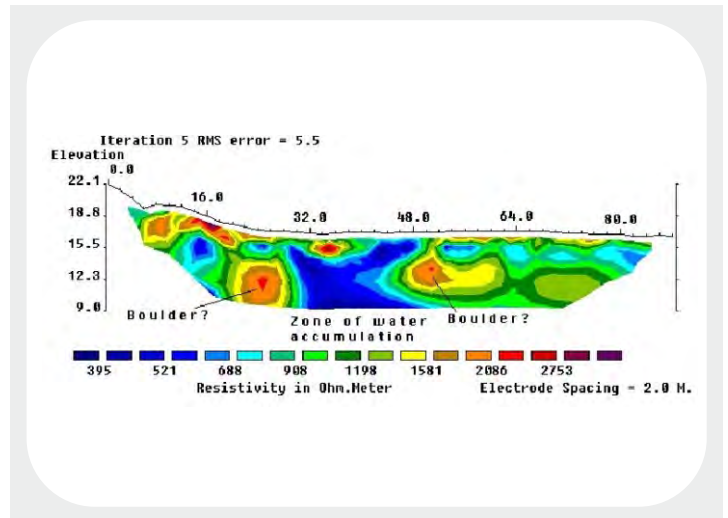 Iteration 5 RMS error = 5.5
Elevation
0.0
22.1
16.0
18.8
32.0
48.0
64.0
80.0
15.5
12.3
9.0
Boulder?
Zone of water
accumulation
Boulder?
395 521 688 908 1198 1581 2086 2753
Resistivity in Ohm.Meter
Electrode Spacing = 2.0 M.